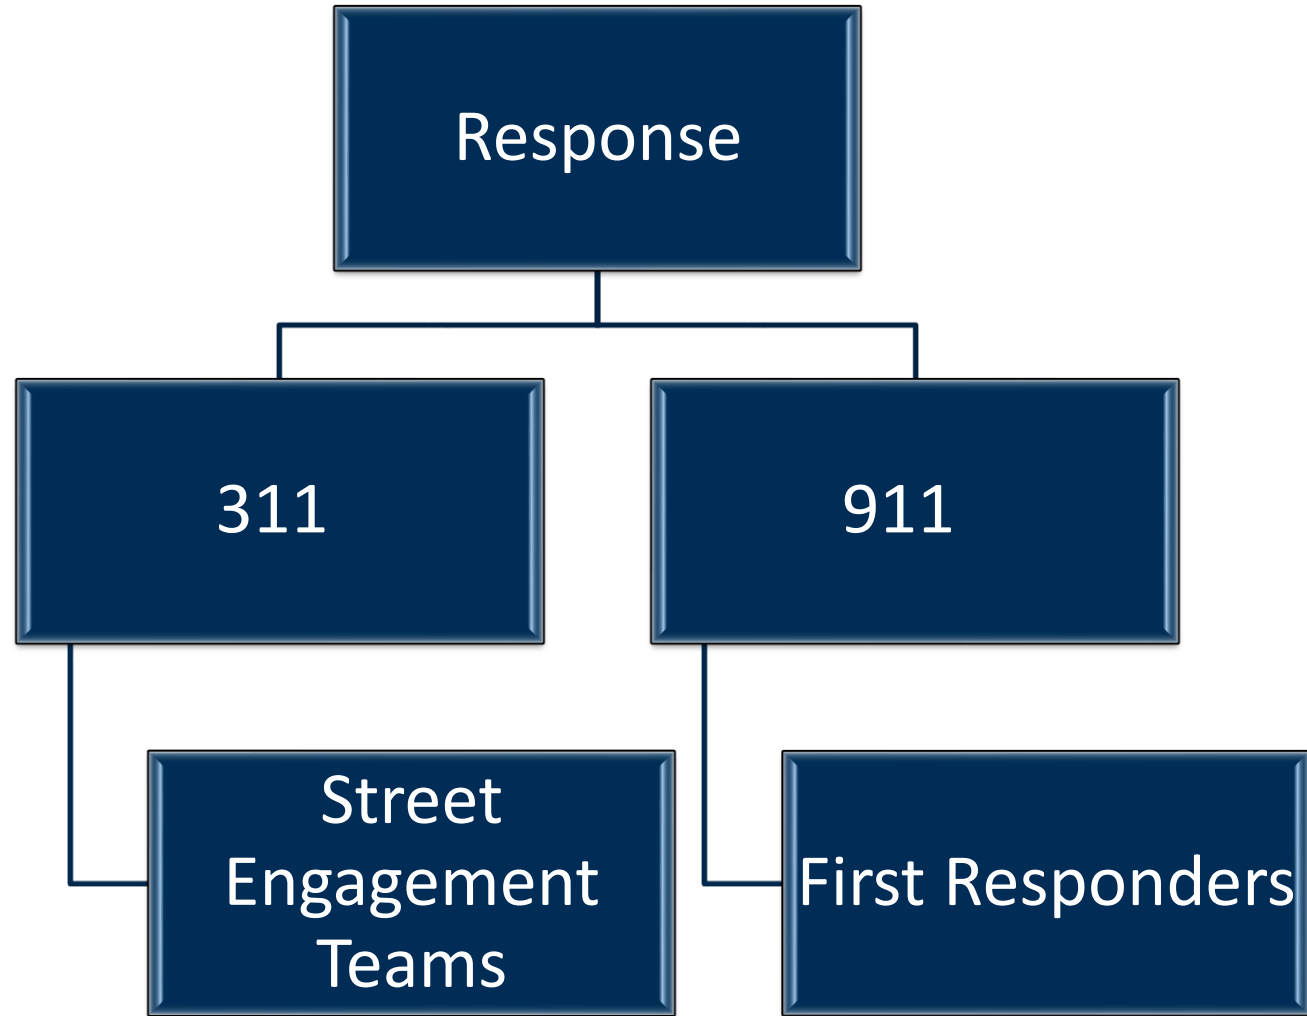 Response
311
911
Street
Engagement
Teams
First Responders